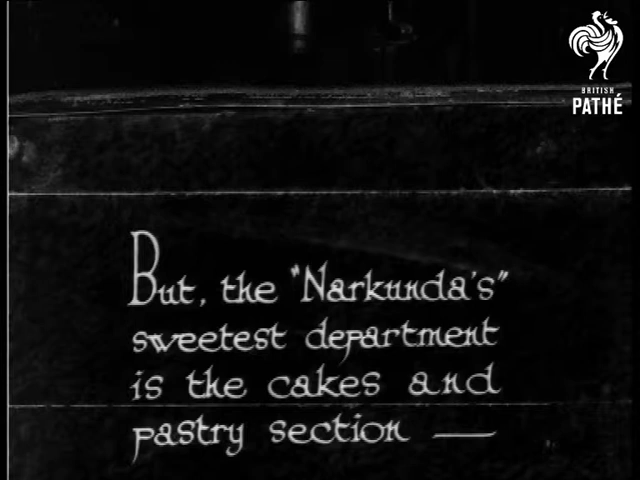 BRITISH
PATHÉ
But, the "Narkunda's"
sweetest department
is the cakes and
pastry section —